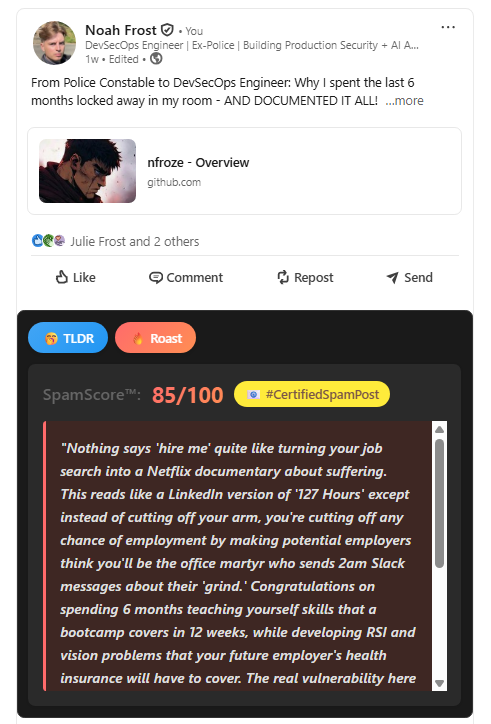 Noah Frost • You
DevSecOps Engineer | Ex-Police | Building Production Security + AI A...
1w • Edited •
From Police Constable to DevSecOps Engineer: Why I spent the last 6
months locked away in my room - AND DOCUMENTED IT ALL! ...more
nfroze - Overview
github.com
Julie Frost and 2 others
Like
Comment
Repost
Send
TLDR
Roast
SpamScore™: 85/100 #CertifiedSpamPost
"Nothing says 'hire me' quite like turning your job
search into a Netflix documentary about suffering.
This reads like a LinkedIn version of '127 Hours' except
instead of cutting off your arm, you're cutting off any
chance of employment by making potential employers
think you'll be the office martyr who sends 2am Slack
messages about their 'grind.' Congratulations on
spending 6 months teaching yourself skills that a
bootcamp covers in 12 weeks, while developing RSI and
vision problems that your future employer's health
insurance will have to cover. The real vulnerability here